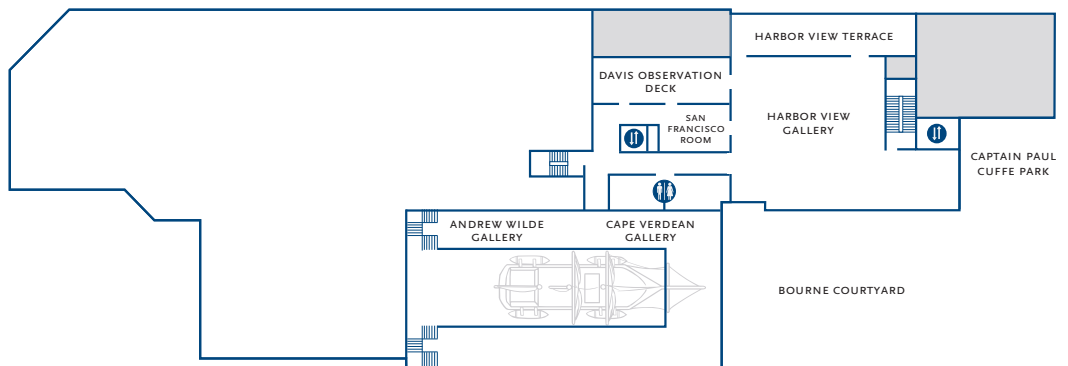 HARBOR VIEW TERRACE
DAVIS OBSERVATION
DECK
SAN
FRANCISCO
ROOM
HARBOR VIEW
GALLERY
CAPTAIN PAUL
CUFFE PARK
ANDREW WILDE
GALLERY
CAPE VERDEAN
GALLERY
BOURNE COURTYARD